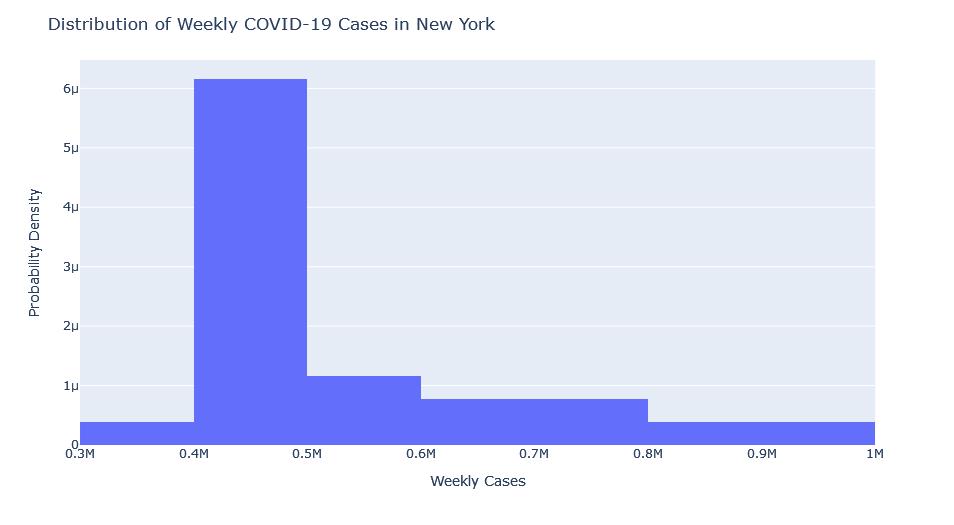 Distribution of Weekly COVID-19 Cases in New York
6μ
5μ
4μ
3μ
2μ
1μ
0
Probability Density
0.3M 0.4M 0.5M 0.6M 0.7M 0.8M 0.9M 1M
Weekly Cases